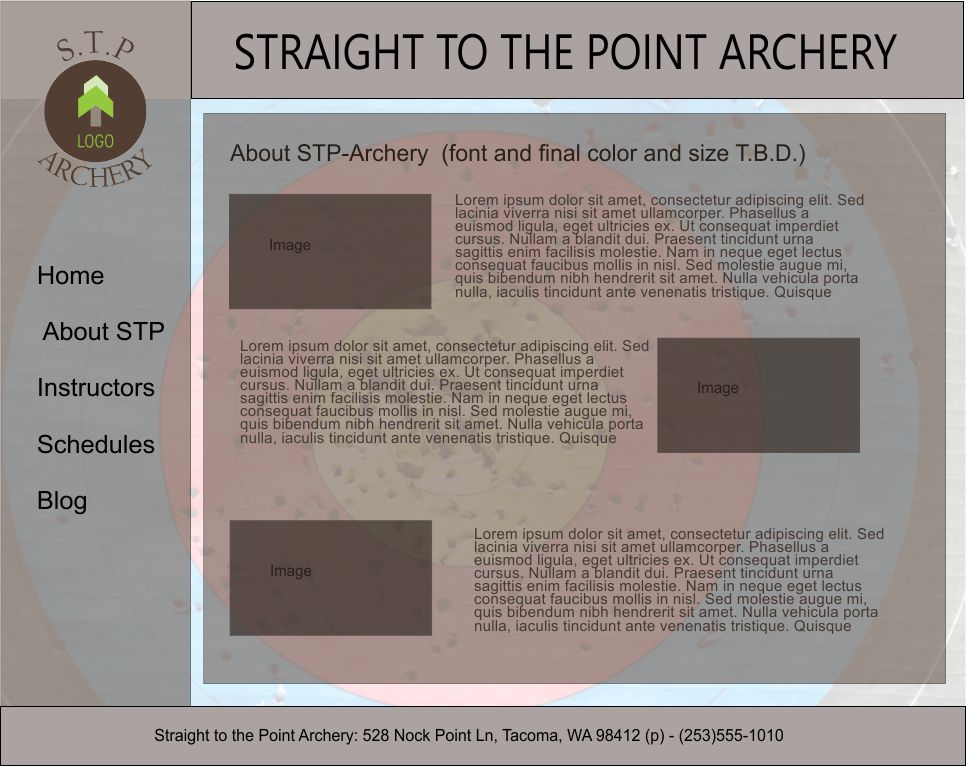 S.T.P
LOGO
ARCHERY
STRAIGHT TO THE POINT ARCHERY
Home
About STP
Instructors
Schedules
Blog
About STP-Archery (font and final color and size T.B.D.)
Image
Lorem ipsum dolor sit amet, consectetur adipiscing elit. Sed
lacinia viverra nisi sit amet ullamcorper. Phasellus a
euismod ligula, eget ultricies ex. Ut consequat imperdiet
cursus. Nullam a blandit dui. Praesent tincidunt urna
sagittis enim facilisis molestie. Nam in neque eget lectus
consequat faucibus mollis in nisl. Sed molestie augue mi,
quis bibendum nibh hendrerit sit amet. Nulla vehicula porta
nulla, iaculis tincidunt ante venenatis tristique. Quisque
Lorem ipsum dolor sit amet, consectetur adipiscing elit. Sed
lacinia viverra nisi sit amet ullamcorper. Phasellus a
euismod ligula, eget ultricies ex. Ut consequat imperdiet
cursus. Nullam a blandit dui. Praesent tincidunt urna
sagittis enim facilisis molestie. Nam in neque eget lectus
consequat faucibus mollis in nisl. Sed molestie augue mi,
quis bibendum nibh hendrerit sit amet. Nulla vehicula porta
nulla, iaculis tincidunt ante venenatis tristique. Quisque
Image
Image
Lorem ipsum dolor sit amet, consectetur adipiscing elit. Sed
lacinia viverra nisi sit amet ullamcorper. Phasellus a
euismod ligula, eget ultricies ex. Ut consequat imperdiet
cursus. Nullam a blandit dui. Praesent tincidunt urna
sagittis enim facilisis molestie. Nam in neque eget lectus
consequat faucibus mollis in nisl. Sed molestie augue mi,
quis bibendum nibh hendrerit sit amet. Nulla vehicula porta
nulla, iaculis tincidunt ante venenatis tristique. Quisque
Straight to the Point Archery: 528 Nock Point Ln, Tacoma, WA 98412 (p) - (253)555-1010